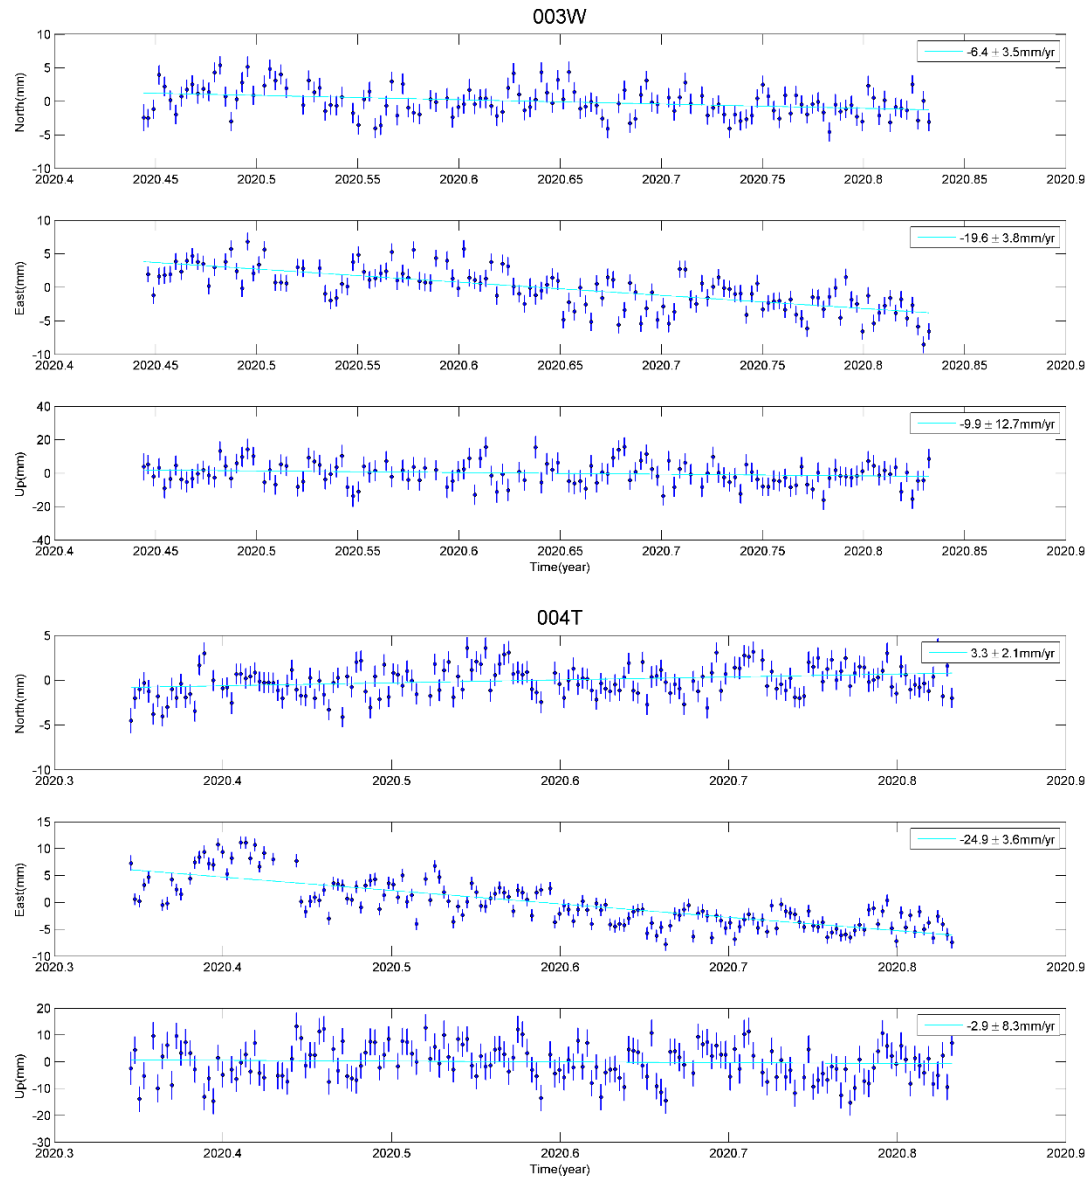 003W
10
5
0
-5
-10
North(mm)
-6.4 ± 3.5mm/yr
2020.4 2020.45 2020.5 2020.55 2020.6 2020.65 2020.7 2020.75 2020.8 2020.85 2020.9
10
5
0
-5
-10
East(mm)
-19.6 ± 3.8mm/yr
2020.4 2020.45 2020.5 2020.55 2020.6 2020.65 2020.7 2020.75 2020.8 2020.85 2020.9
40
20
0
-20
-40
Up(mm)
-9.9 ± 12.7mm/yr
2020.4 2020.45 2020.5 2020.55 2020.6 2020.65 2020.7 2020.75 2020.8 2020.85 2020.9
Time(year)
004T
5
0
-5
-10
North(mm)
3.3 ± 2.1mm/yr
2020.3 2020.4 2020.5 2020.6 2020.7 2020.8 2020.9
15
10
5
0
-5
-10
East(mm)
-24.9 ± 3.6mm/yr
2020.3 2020.4 2020.5 2020.6 2020.7 2020.8 2020.9
20
10
0
-10
-20
-30
Up(mm)
-2.9 ± 8.3mm/yr
2020.3 2020.4 2020.5 2020.6 2020.7 2020.8 2020.9
Time(year)